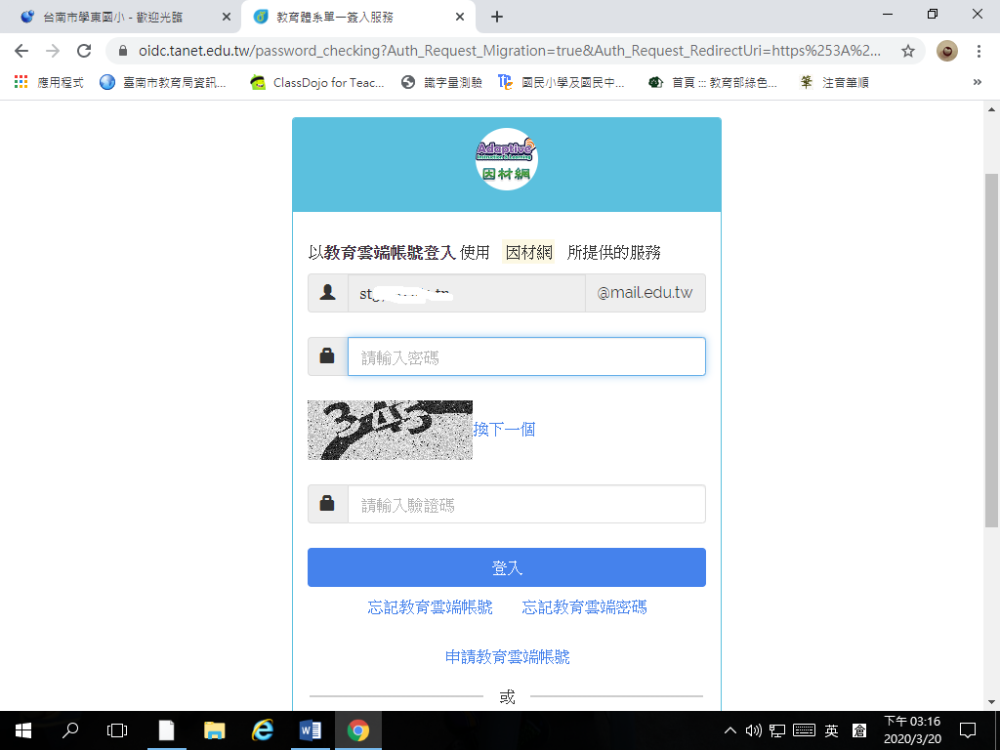 台南市學東國小 - 歡迎光臨
教育體系單一簽入服務
oidc.tanet.edu.tw/password_checking?Auth_Request_Migration=true&Auth_Request_RedirectUri=https%253A%2...
應用程式
臺南市教育局資訊...
ClassDojo for Teac...
識字量測驗
國民小學及國民中...
首頁 ::: 教育部綠色...
筆 注音筆順
»
Adaptive
Instruction & Learning
因材網
以教育雲端帳號登入 使用 因材網 所提供的服務
@mail.edu.tw
請輸入密碼
345
換下一個
請輸入驗證碼
登入
忘記教育雲端帳號 忘記教育雲端密碼
申請教育雲端帳號
或
英
倉
下午 03:16
2020/3/20